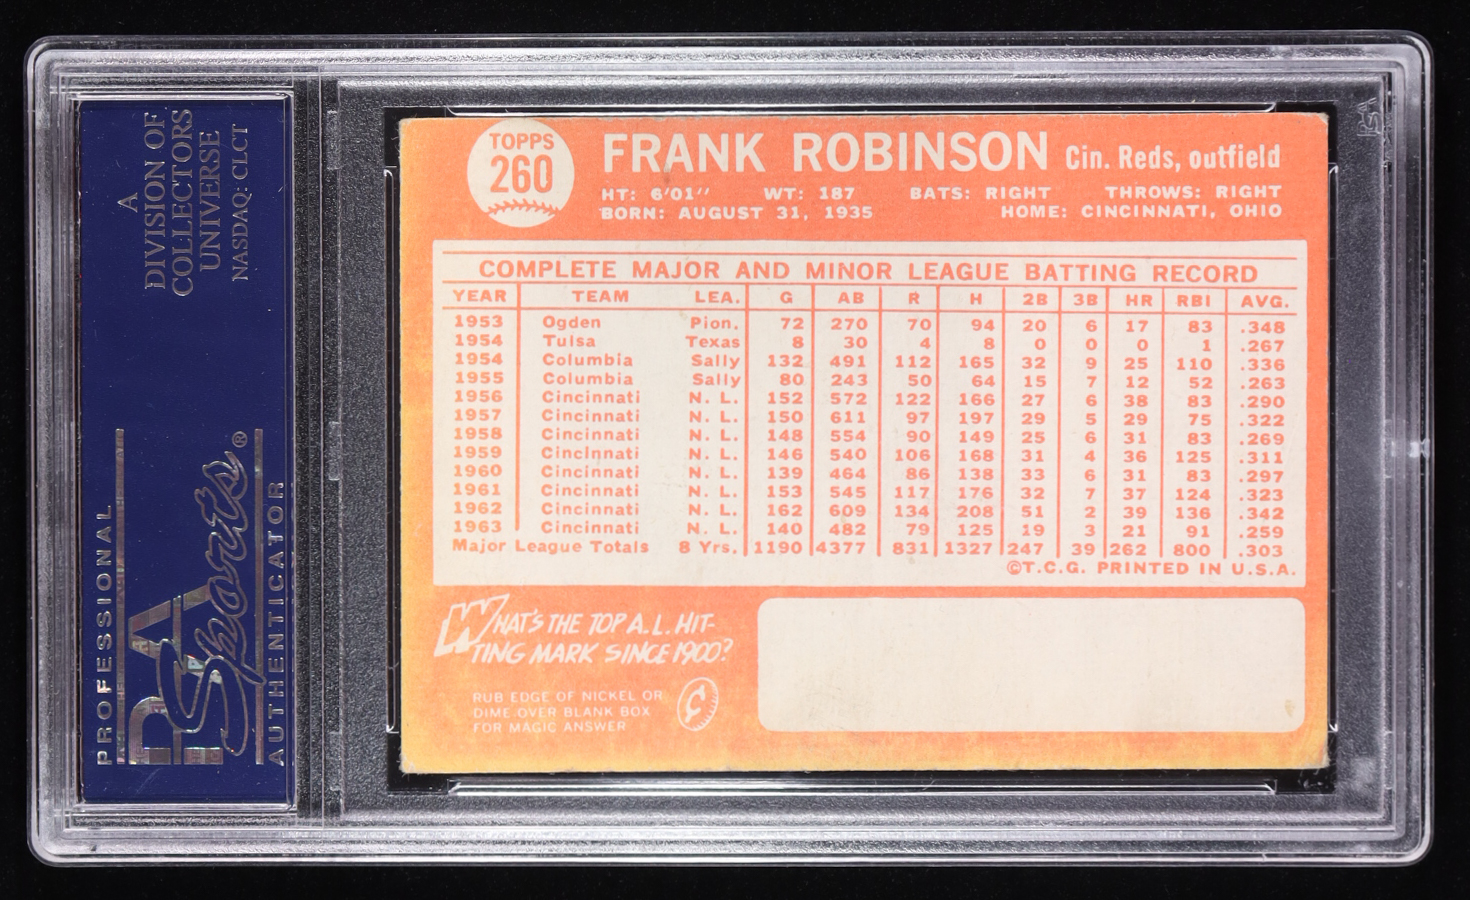 A
DIVISION OF
COLLECTORS
UNIVERSE
NASDAQ: CLCT
PROFESSIONAL
PSA
Sports®
AUTHENTICATOR
PSA
TOPPS
260
FRANK ROBINSON Cin. Reds, outfield
HT: 6'01'' WT: 187 BATS: RIGHT THROWS: RIGHT
BORN: AUGUST 31, 1935 HOME: CINCINNATI, OHIO
COMPLETE MAJOR AND MINOR LEAGUE BATTING RECORD
YEAR TEAM LEA. G AB R H 2B 3B HR RBI AVG.
1953 Ogden Pion. 72 270 70 94 20 6 17 83 .348
1954 Tulsa Texas 8 30 4 8 0 0 0 1 .267
1954 Columbia Sally 132 491 112 165 32 9 25 110 .336
1955 Columbia Sally 80 243 50 64 15 7 12 52 .263
1956 Cincinnati N. L. 152 572 122 166 27 6 38 83 .290
1957 Cincinnati N. L. 150 611 97 197 29 5 29 75 .322
1958 Cincinnati N. L. 148 554 90 149 25 6 31 83 .269
1959 Cincinnati N. L. 146 540 106 168 31 4 36 125 .311
1960 Cincinnati N. L. 139 464 86 138 33 6 31 83 .297
1961 Cincinnati N. L. 153 545 117 176 32 7 37 124 .323
1962 Cincinnati N. L. 162 609 134 208 51 2 39 136 .342
1963 Cincinnati N. L. 140 482 79 125 19 3 21 91 .259
Major League Totals 8 Yrs. 1190 4377 831 1327 247 39 262 800 .303
©T.C.G. PRINTED IN U.S.A.
WHAT'S THE TOP A.L. HIT-
TING MARK SINCE 1900?
RUB EDGE OF NICKEL OR
DIME OVER BLANK BOX
FOR MAGIC ANSWER